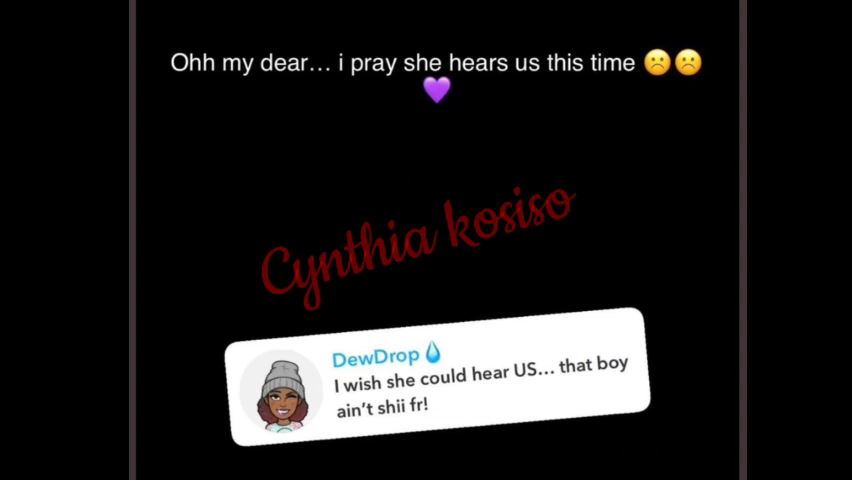 Ohh my dear… i pray she hears us this time ☹️☹️
💜
Cynthia kosiso
DewDrop💧
I wish she could hear US… that boy
ain’t shii fr!